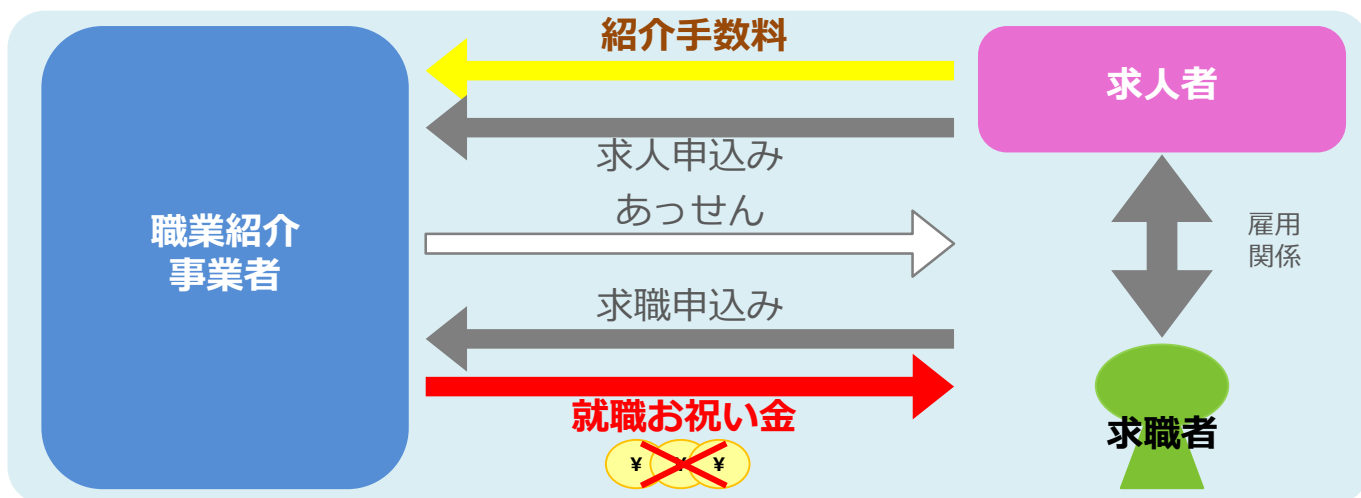 紹介手数料
求人者
求人申込み
あっせん
職業紹介
事業者
雇用
関係
求職申込み
就職お祝い金
求職者
¥ ¥ ¥